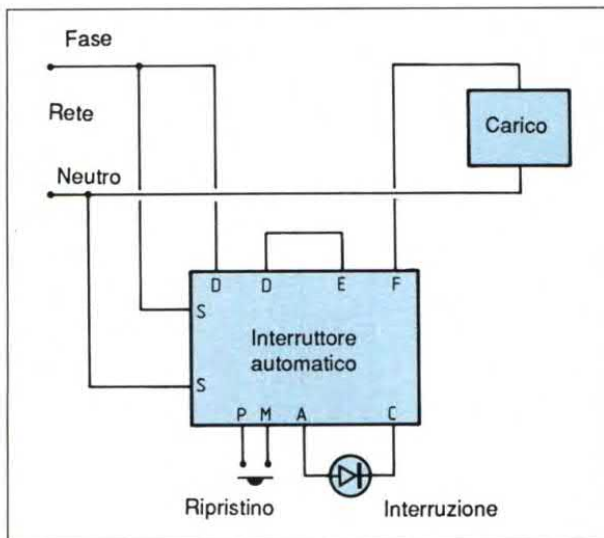 Fase
Rete
Carico
Neutro
D D E F
S
Interruttore
automatico
S
P M A C
Ripristino
Interruzione